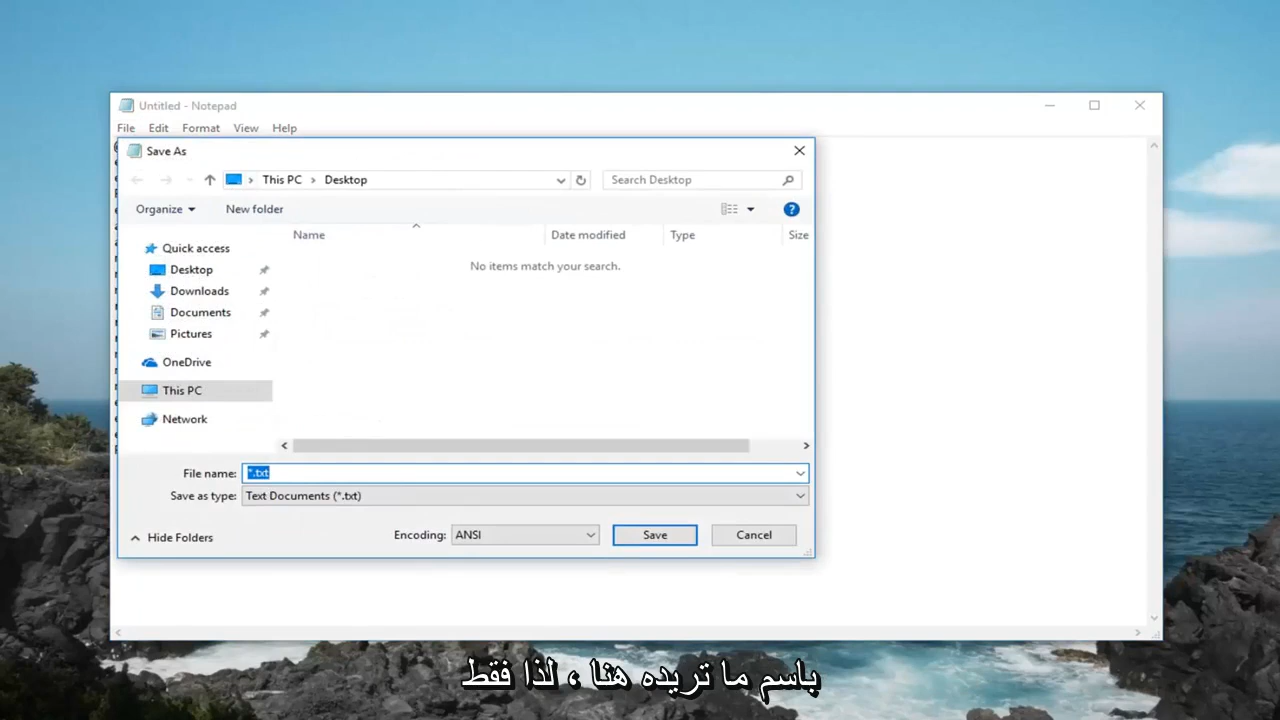 Untitled - Notepad
File Edit Format View Help
Save As
This PC > Desktop
Search Desktop
Organize New folder
Name Date modified Type Size
No items match your search.
Quick access
Desktop
Downloads
Documents
Pictures
OneDrive
This PC
Network
File name: *.txt
Save as type: Text Documents (*.txt)
Hide Folders Encoding: ANSI Save Cancel
باسم ما تريده هنا ، لذا فقط